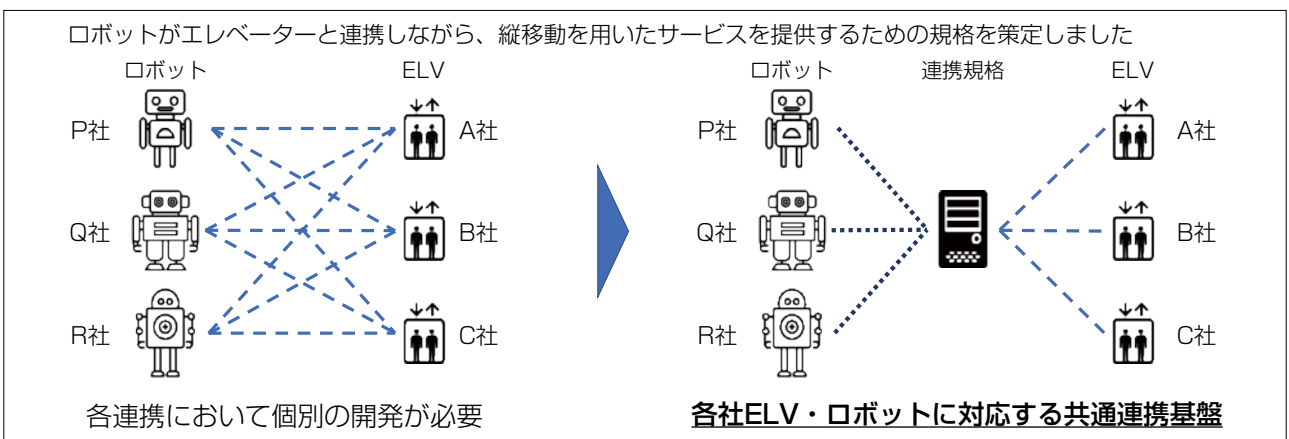 ロボットがエレベーターと連携しながら、縦移動を用いたサービスを提供するための規格を策定しました
ロボット ELV
P社 A社
Q社 B社
R社 C社
各連携において個別の開発が必要
ロボット 連携規格 ELV
P社 A社
Q社 B社
R社 C社
各社ELV・ロボットに対応する共通連携基盤